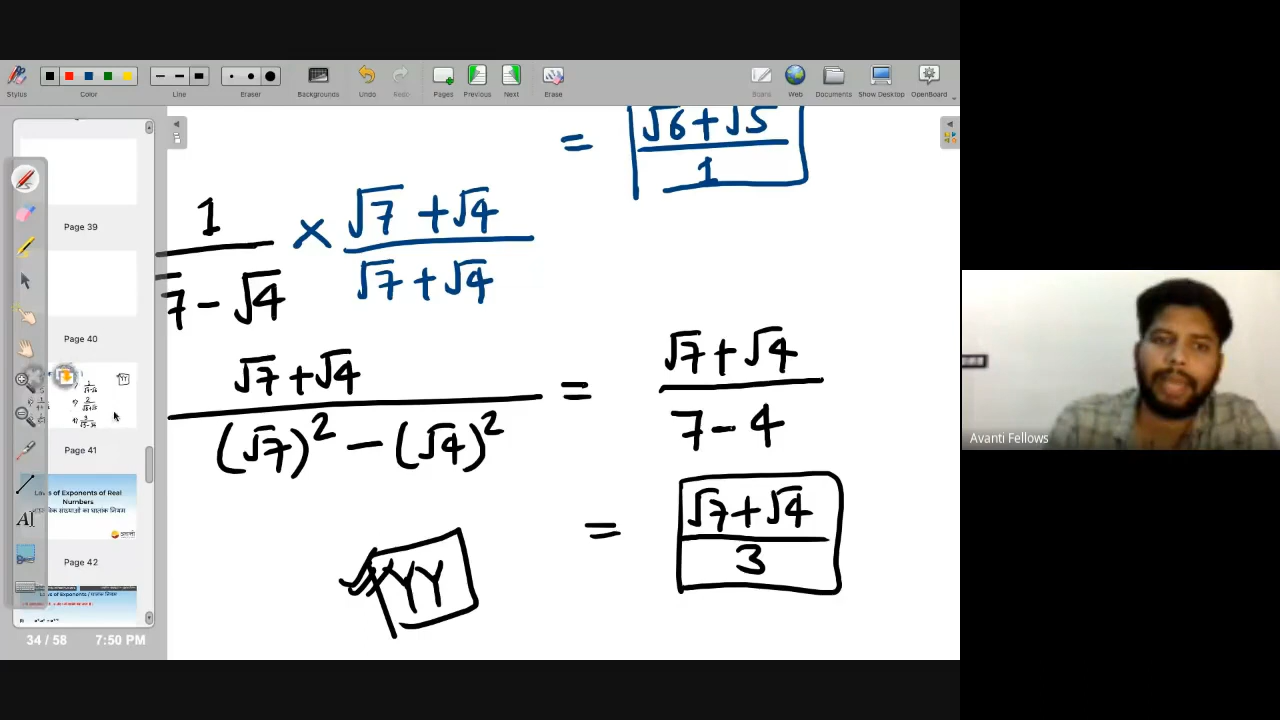 Stylus Color Line Eraser Backgrounds Undo Redo Pages Previous Next Erase Board Web Documents Show Desktop OpenBoard
= √6+√5
1
1 × √7 + √4
7 - √4 √7 + √4
√7 + √4 = √7 + √4
(√7)² - (√4)² 7 - 4
= √7 + √4
3
YY
Page 39
Page 40
Page 41
Laws of Exponents of Real
Numbers
Page 42
Laws of Exponents
34 / 58 7:50 PM
Avanti Fellows